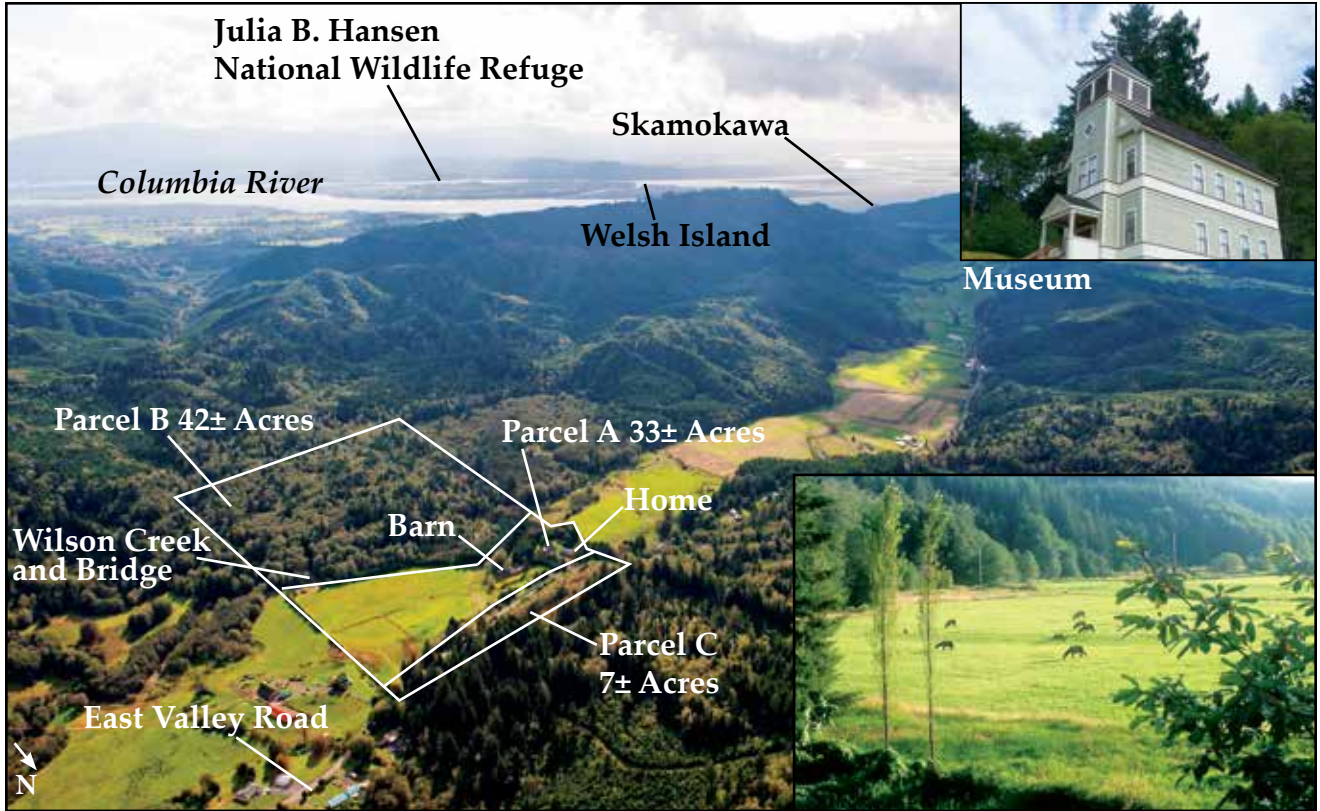 Julia B. Hansen
National Wildlife Refuge
Skamokawa
Columbia River
Welsh Island
Museum
Parcel B 42± Acres
Parcel A 33± Acres
Home
Barn
Wilson Creek
and Bridge
Parcel C
7± Acres
East Valley Road
N